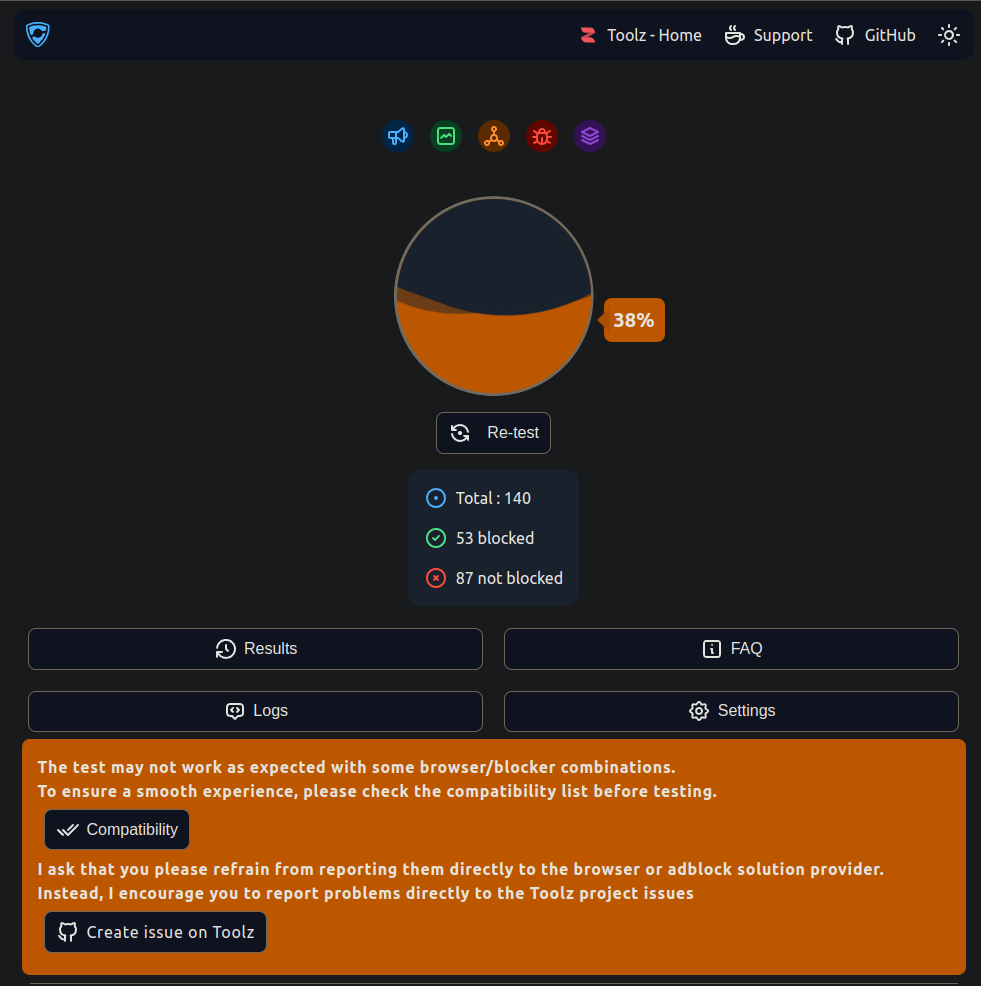 Toolz - Home
Support
GitHub
38%
Re-test
Total : 140
53 blocked
87 not blocked
Results
FAQ
Logs
Settings
The test may not work as expected with some browser/blocker combinations.
To ensure a smooth experience, please check the compatibility list before testing.
Compatibility
I ask that you please refrain from reporting them directly to the browser or adblock solution provider.
Instead, I encourage you to report problems directly to the Toolz project issues
Create issue on Toolz